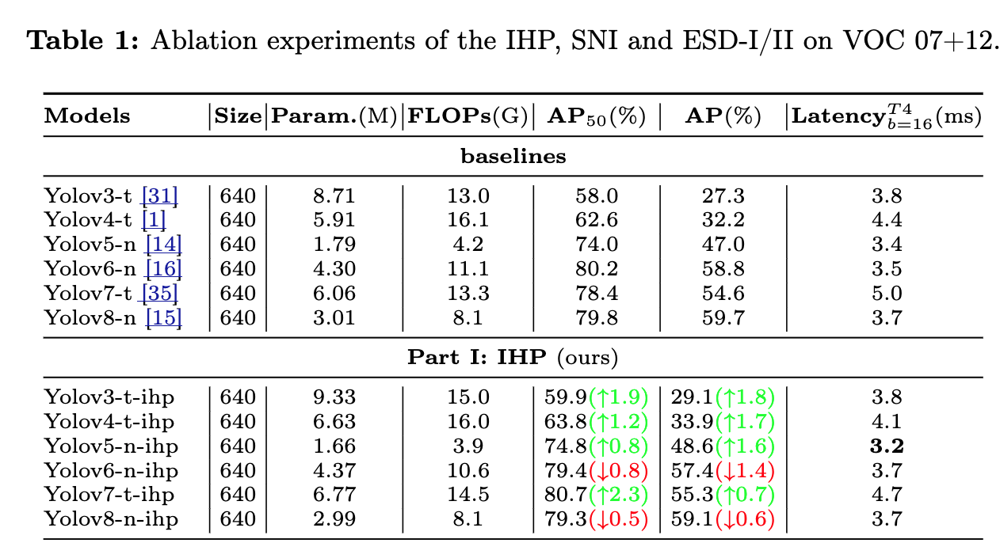 Table 1: Ablation experiments of the IHP, SNI and ESD-I/II on VOC 07+12.
Models Size Param.(M) FLOPs(G) AP50(%) AP(%) Latency T4 b=16 (ms)
baselines
Yolov3-t [31] 640 8.71 13.0 58.0 27.3 3.8
Yolov4-t [1] 640 5.91 16.1 62.6 32.2 4.4
Yolov5-n [14] 640 1.79 4.2 74.0 47.0 3.4
Yolov6-n [16] 640 4.30 11.1 80.2 58.8 3.5
Yolov7-t [35] 640 6.06 13.3 78.4 54.6 5.0
Yolov8-n [15] 640 3.01 8.1 79.8 59.7 3.7
Part I: IHP (ours)
Yolov3-t-ihp 640 9.33 15.0 59.9(↑1.9) 29.1(↑1.8) 3.8
Yolov4-t-ihp 640 6.63 16.0 63.8(↑1.2) 33.9(↑1.7) 4.1
Yolov5-n-ihp 640 1.66 3.9 74.8(↑0.8) 48.6(↑1.6) 3.2
Yolov6-n-ihp 640 4.37 10.6 79.4(↓0.8) 57.4(↓1.4) 3.7
Yolov7-t-ihp 640 6.77 14.5 80.7(↑2.3) 55.3(↑0.7) 4.7
Yolov8-n-ihp 640 2.99 8.1 79.3(↓0.5) 59.1(↓0.6) 3.7